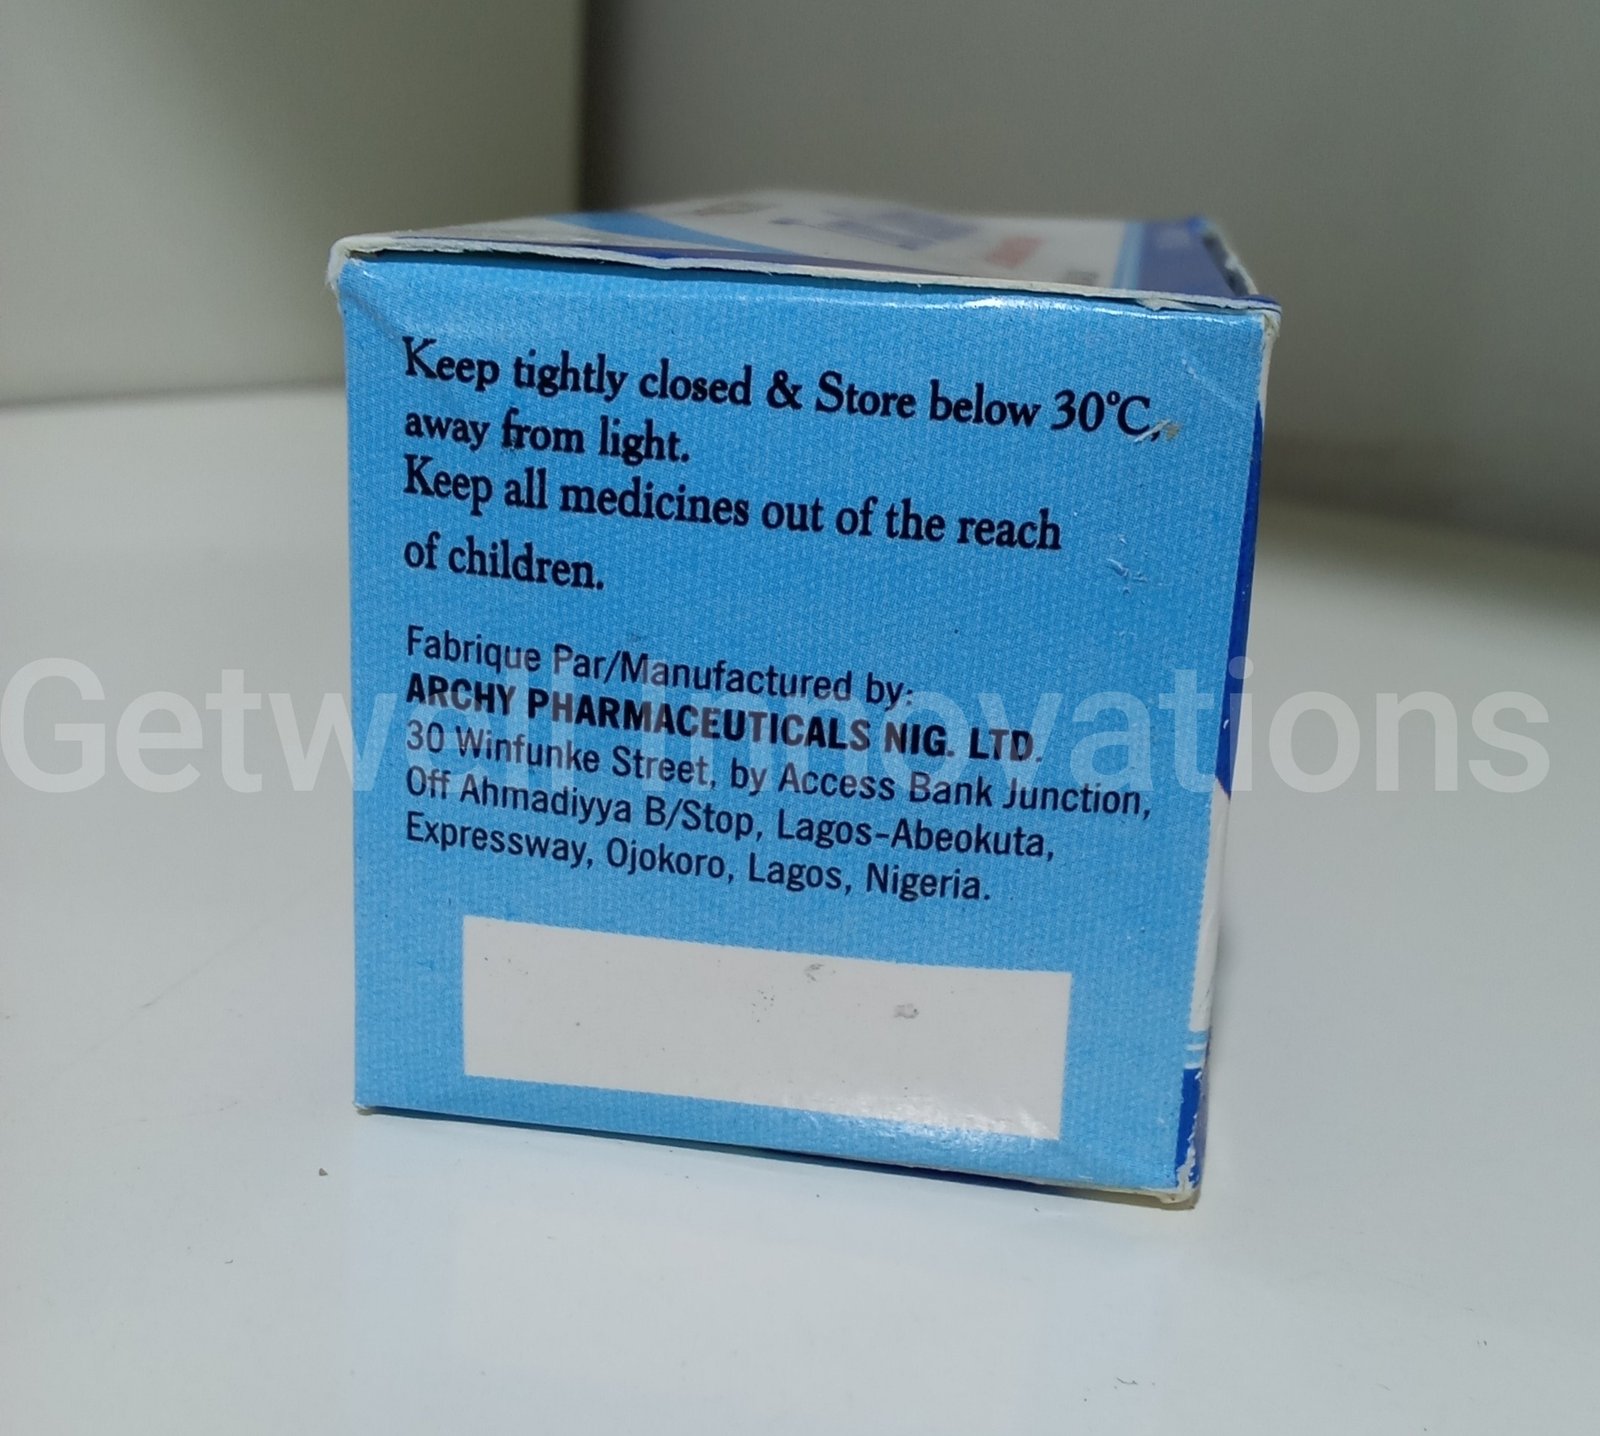 Keep tightly closed & Store below 30°C,
away from light.
Keep all medicines out of the reach
of children.
Fabrique Par/Manufactured by:
ARCHY PHARMACEUTICALS NIG. LTD.
30 Winfunke Street, by Access Bank Junction,
Off Ahmadiyya B/Stop, Lagos-Abeokuta,
Expressway, Ojokoro, Lagos, Nigeria.
Getwell Innovations